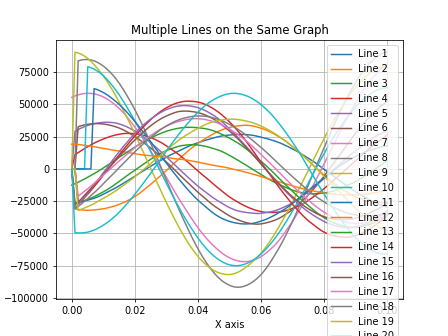 Multiple Lines on the Same Graph
75000
50000
25000
0
−25000
−50000
−75000
−100000
0.00
0.02
0.04
0.06
X axis
Line 1
Line 2
Line 3
Line 4
Line 5
Line 6
Line 7
Line 8
Line 9
Line 10
Line 11
Line 12
Line 13
Line 14
Line 15
Line 16
Line 17
Line 18
Line 19
Line 20